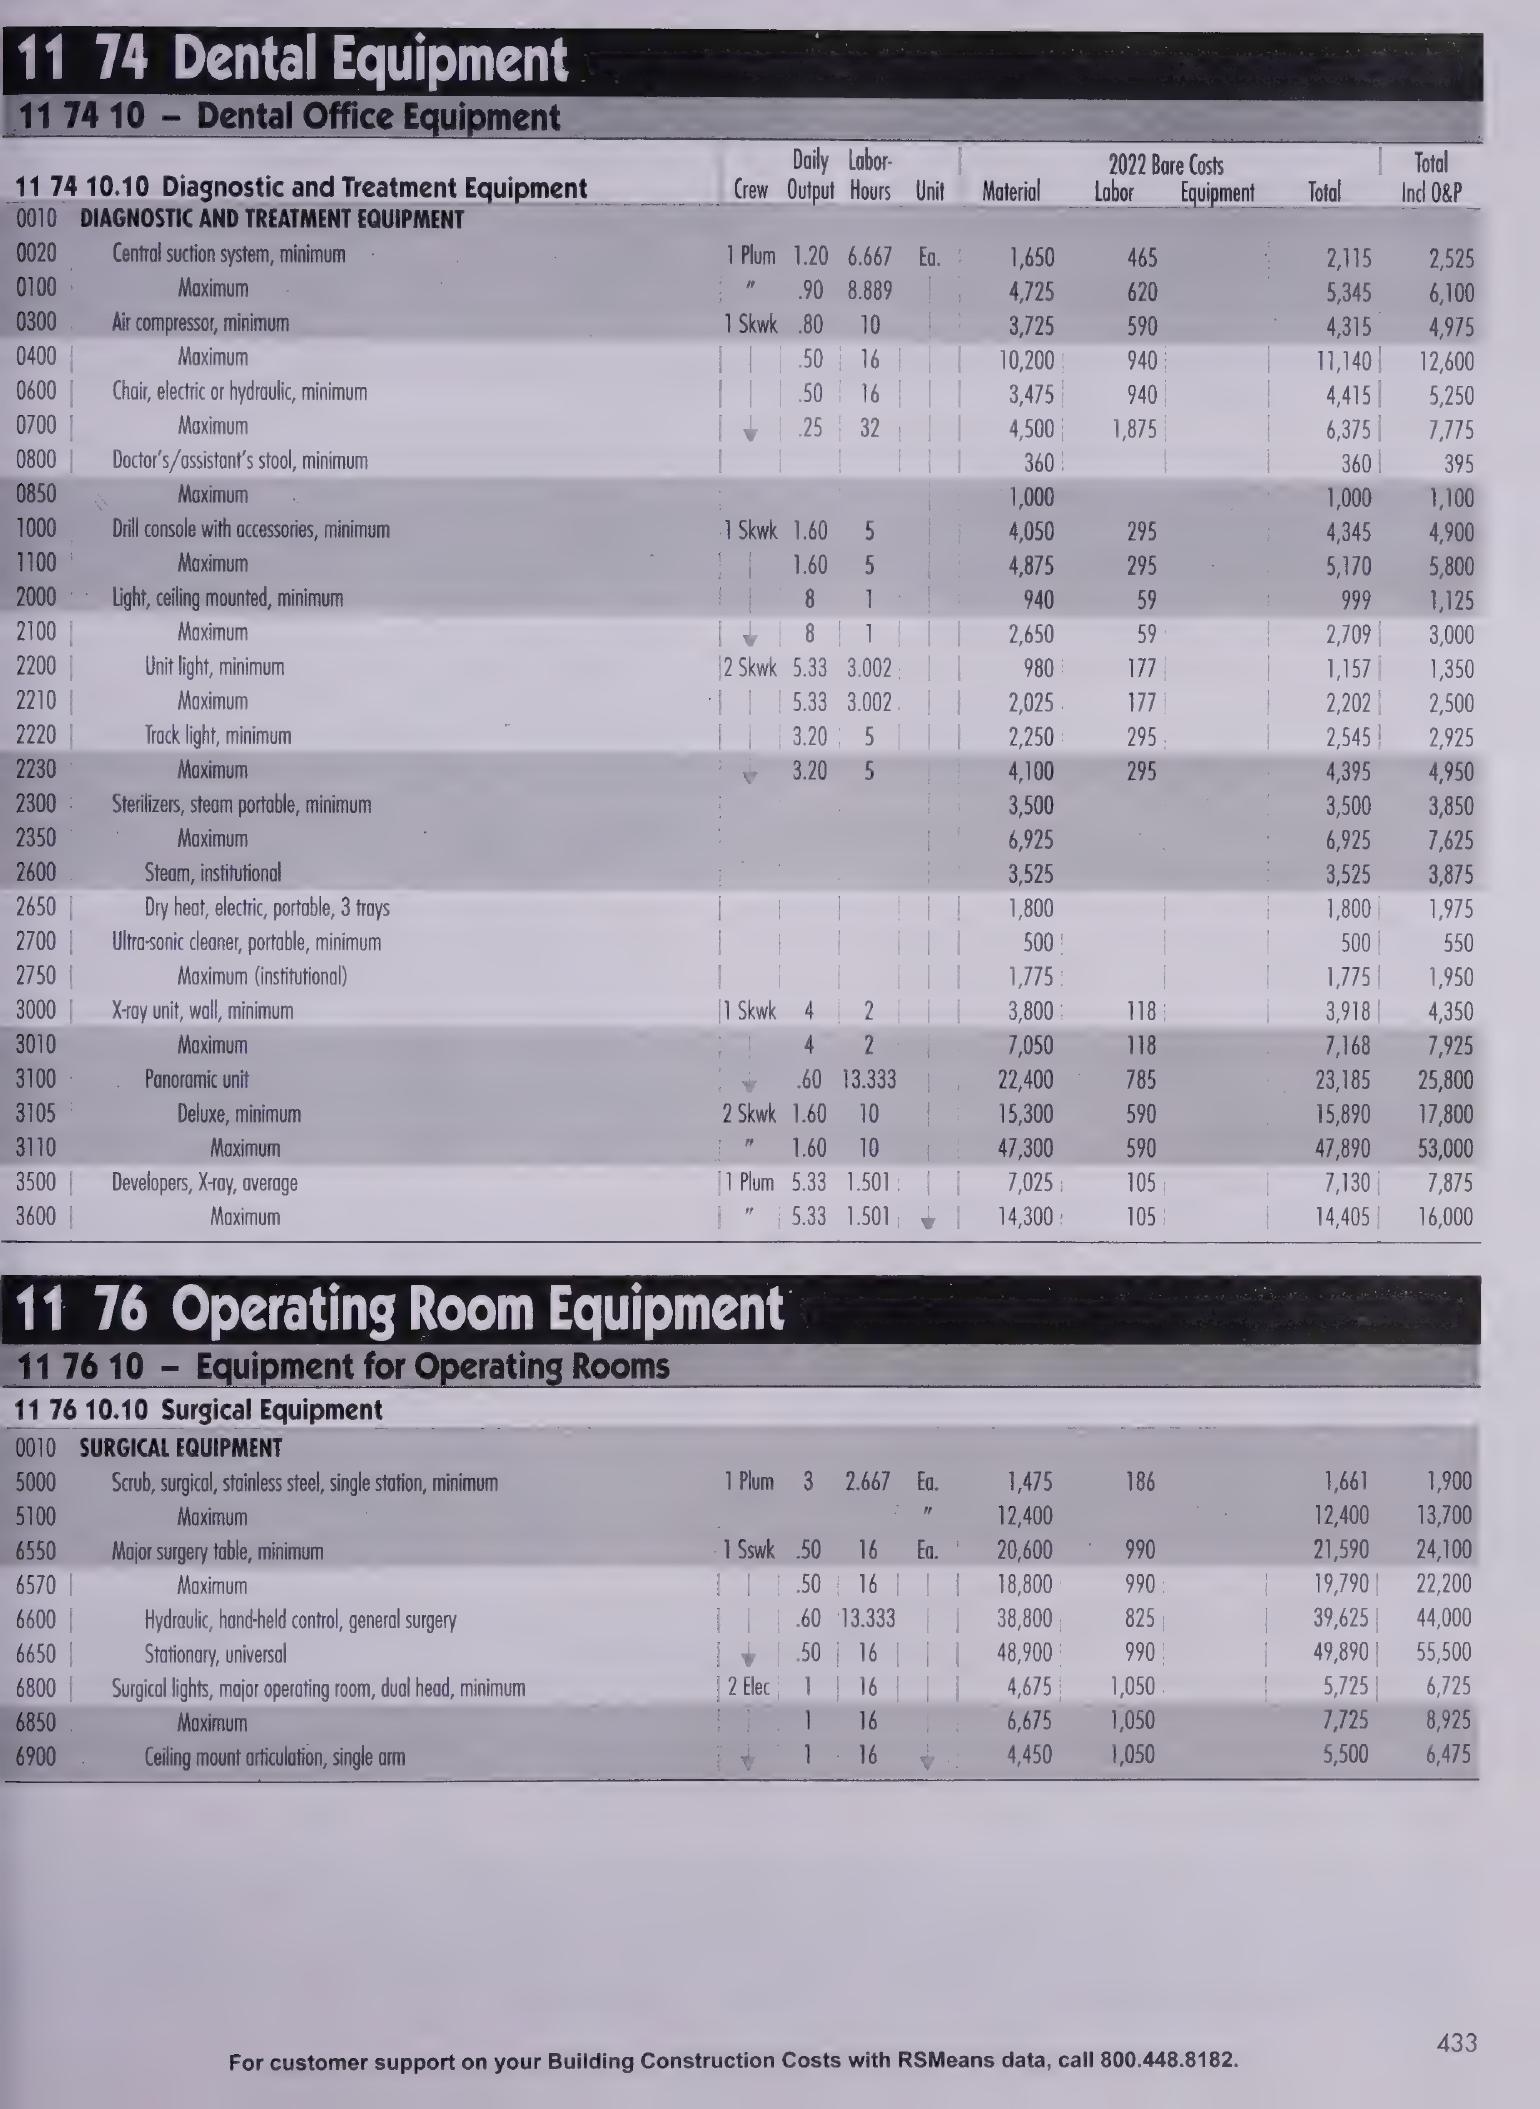 11 74 Dental Equipment
11 74 10 – Dental Office Equipment
Daily Labor- 2022 Bare Costs Total
11 74 10.10 Diagnostic and Treatment Equipment Crew Output Hours Unit Material Labor Equipment Total Incl O&P
0010 DIAGNOSTIC AND TREATMENT EQUIPMENT
0020 Central suction system, minimum 1 Plum 1.20 6.667 Ea. 1,650 465 2,115 2,525
0100 Maximum " .90 8.889 4,725 620 5,345 6,100
0300 Air compressor, minimum 1 Skwk .80 10 3,725 590 4,315 4,975
0400 Maximum .50 16 10,200 940 11,140 12,600
0600 Chair, electric or hydraulic, minimum .50 16 3,475 940 4,415 5,250
0700 Maximum .25 32 4,500 1,875 6,375 7,775
0800 Doctor's/assistant's stool, minimum 360 360 395
0850 Maximum 1,000 1,000 1,100
1000 Drill console with accessories, minimum 1 Skwk 1.60 5 4,050 295 4,345 4,900
1100 Maximum 1.60 5 4,875 295 5,170 5,800
2000 Light, ceiling mounted, minimum 8 1 940 59 999 1,125
2100 Maximum 8 1 2,650 59 2,709 3,000
2200 Unit light, minimum 2 Skwk 5.33 3.002 980 177 1,157 1,350
2210 Maximum 5.33 3.002 2,025 177 2,202 2,500
2220 Track light, minimum 3.20 5 2,250 295 2,545 2,925
2230 Maximum 3.20 5 4,100 295 4,395 4,950
2300 Sterilizers, steam portable, minimum 3,500 3,500 3,850
2350 Maximum 6,925 6,925 7,625
2600 Steam, institutional 3,525 3,525 3,875
2650 Dry heat, electric, portable, 3 trays 1,800 1,800 1,975
2700 Ultra-sonic cleaner, portable, minimum 500 500 550
2750 Maximum (institutional) 1,775 1,775 1,950
3000 X-ray unit, wall, minimum 1 Skwk 4 2 3,800 118 3,918 4,350
3010 Maximum 4 2 7,050 118 7,168 7,925
3100 Panoramic unit .60 13.333 22,400 785 23,185 25,800
3105 Deluxe, minimum 2 Skwk 1.60 10 15,300 590 15,890 17,800
3110 Maximum " 1.60 10 47,300 590 47,890 53,000
3500 Developers, X-ray, average 1 Plum 5.33 1.501 7,025 105 7,130 7,875
3600 Maximum " 5.33 1.501 14,300 105 14,405 16,000
11 76 Operating Room Equipment
11 76 10 – Equipment for Operating Rooms
11 76 10.10 Surgical Equipment
0010 SURGICAL EQUIPMENT
5000 Scrub, surgical, stainless steel, single station, minimum 1 Plum 3 2.667 Ea. 1,475 186 1,661 1,900
5100 Maximum " 12,400 12,400 13,700
6550 Major surgery table, minimum 1 Sswk .50 16 Ea. 20,600 990 21,590 24,100
6570 Maximum .50 16 18,800 990 19,790 22,200
6600 Hydraulic, hand-held control, general surgery .60 13.333 38,800 825 39,625 44,000
6650 Stationary, universal .50 16 48,900 990 49,890 55,500
6800 Surgical lights, major operating room, dual head, minimum 2 Elec 1 16 4,675 1,050 5,725 6,725
6850 Maximum 1 16 6,675 1,050 7,725 8,925
6900 Ceiling mount articulation, single arm 1 16 4,450 1,050 5,500 6,475
For customer support on your Building Construction Costs with RSMeans data, call 800.448.8182.
433